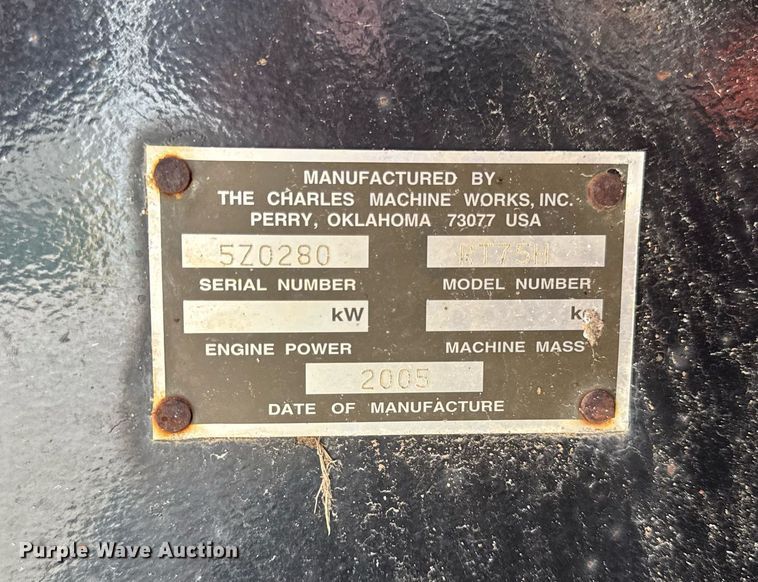 MANUFACTURED BY
THE CHARLES MACHINE WORKS, INC.
PERRY, OKLAHOMA 73077 USA
5Z0280 RT75H
SERIAL NUMBER MODEL NUMBER
kW kg
ENGINE POWER MACHINE MASS
2005
DATE OF MANUFACTURE
Purple Wave Auction